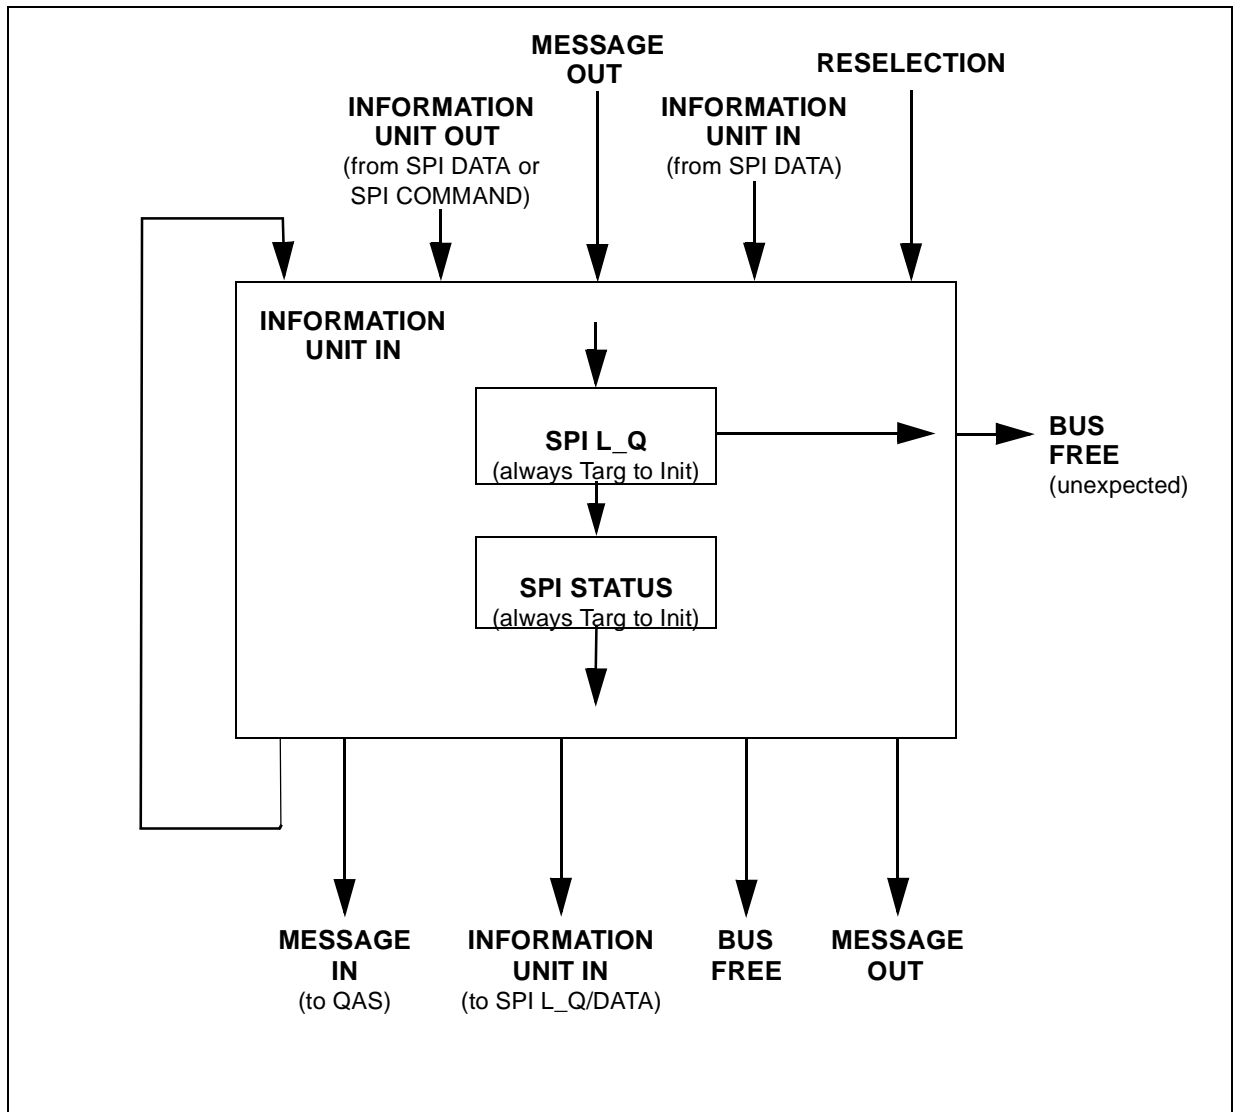 MESSAGE
OUT
RESELECTION
INFORMATION
UNIT OUT
(from SPI DATA or
SPI COMMAND)
INFORMATION
UNIT IN
(from SPI DATA)
INFORMATION
UNIT IN
SPI L_Q
(always Targ to Init)
BUS
FREE
(unexpected)
SPI STATUS
(always Targ to Init)
MESSAGE
IN
(to QAS)
INFORMATION
UNIT IN
(to SPI L_Q/DATA)
BUS
FREE
MESSAGE
OUT